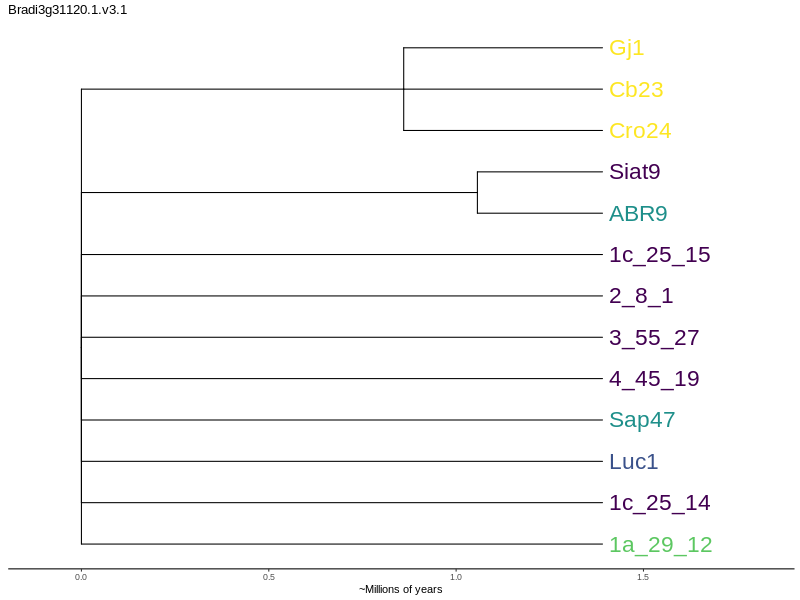 Bradi3g31120.1.v3.1
Gj1
Cb23
Cro24
Siat9
ABR9
1c_25_15
2_8_1
3_55_27
4_45_19
Sap47
Luc1
1c_25_14
1a_29_12
0.0 0.5 1.0 1.5
~Millions of years